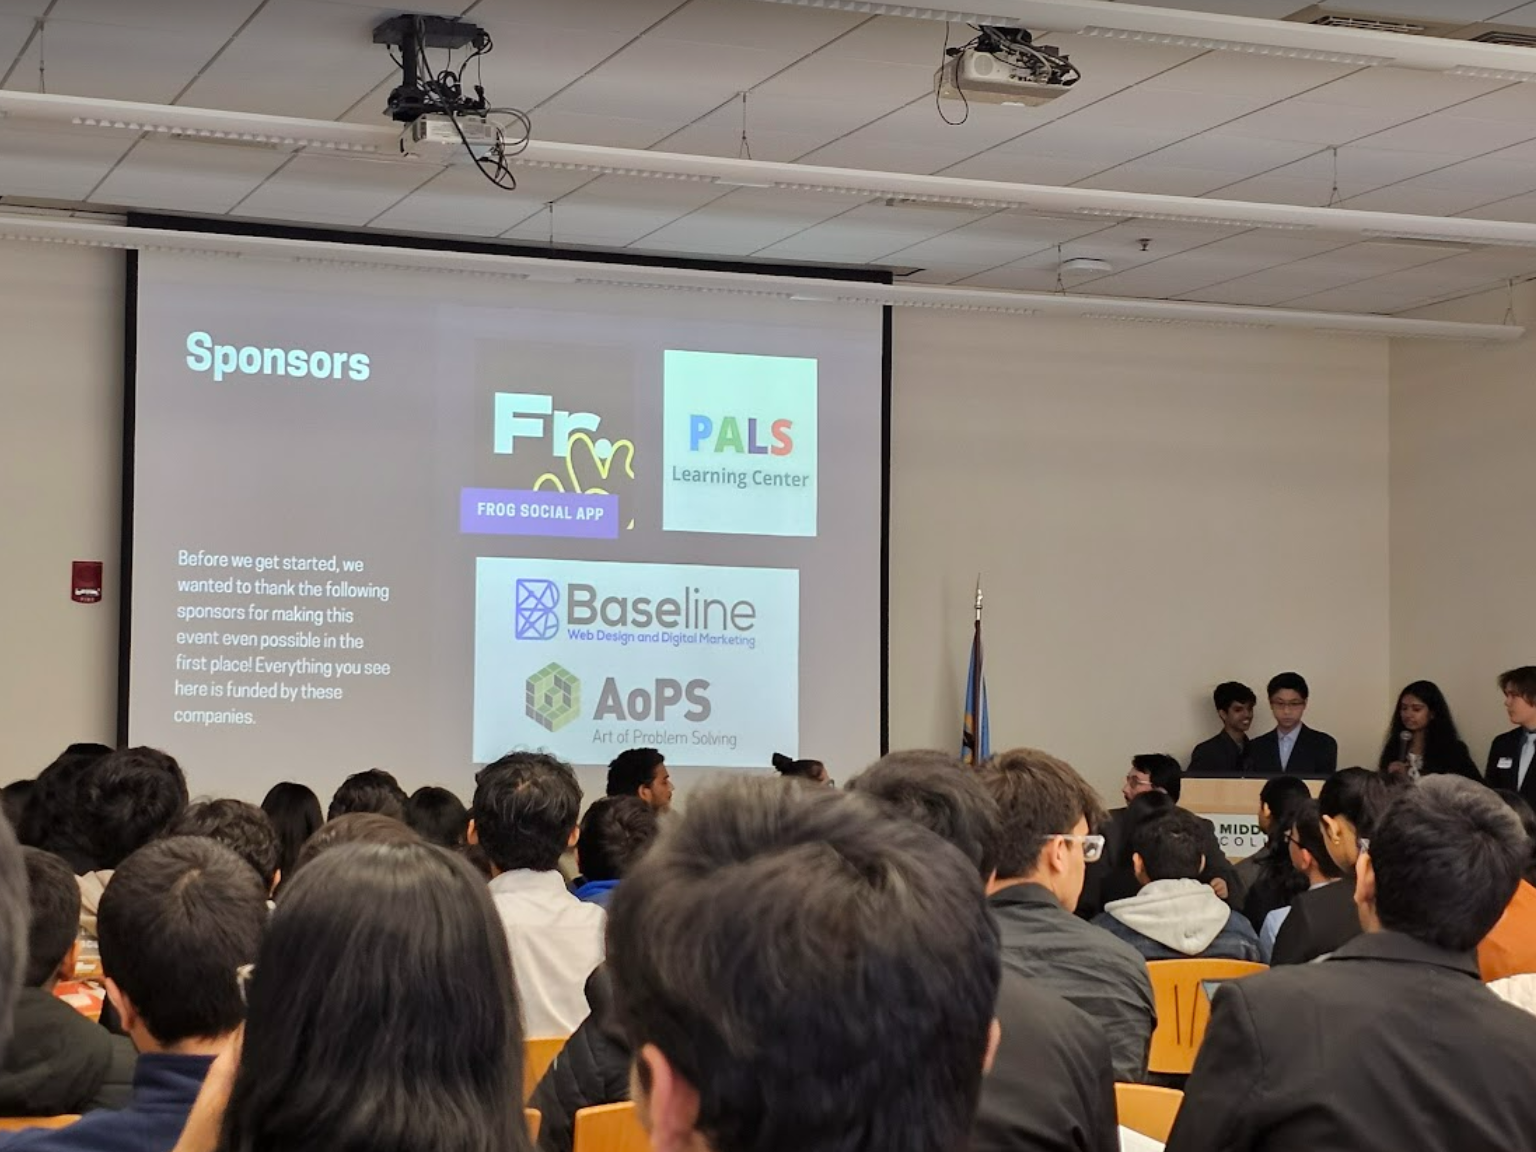 Sponsors
Fr.
FROG SOCIAL APP
PALS
Learning Center
Before we get started, we
wanted to thank the following
sponsors for making this
event even possible in the
first place! Everything you see
here is funded by these
companies.
Baseline
Web Design and Digital Marketing
AoPS
Art of Problem Solving